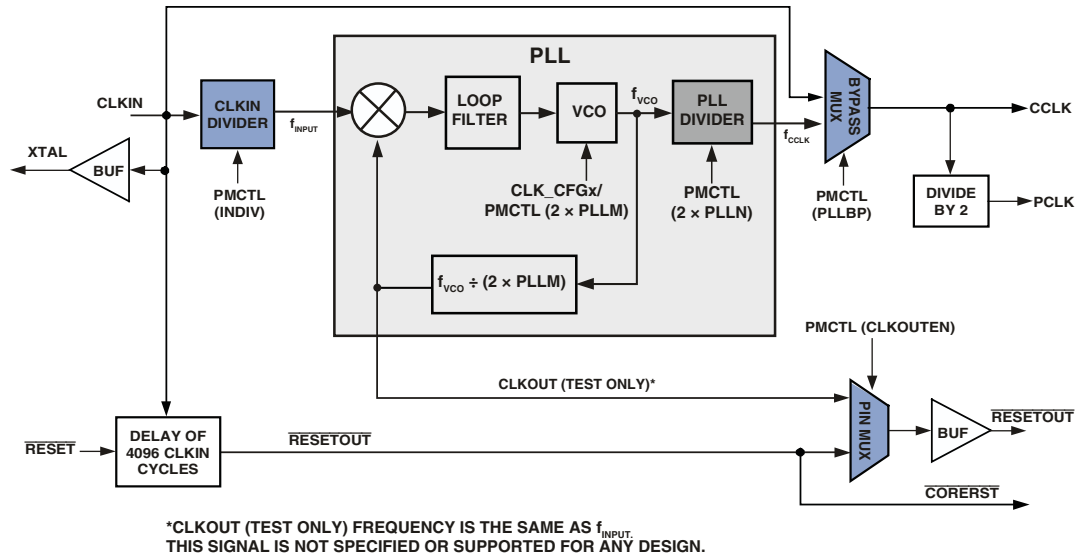 PLL
CLKIN
CLKIN
DIVIDER
fINPUT
LOOP
FILTER
VCO
fVCO
PLL
DIVIDER
fCCLK
BYPASS
MUX
CCLK
XTAL
BUF
PMCTL
(INDIV)
CLK_CFGx/
PMCTL (2 × PLLM)
PMCTL
(2 × PLLN)
PMCTL
(PLLBP)
DIVIDE
BY 2
PCLK
fVCO ÷ (2 × PLLM)
PMCTL (CLKOUTEN)
CLKOUT (TEST ONLY)*
PIN MUX
BUF
RESETOUT
RESET
DELAY OF
4096 CLKIN
CYCLES
RESETOUT
CORERST
*CLKOUT (TEST ONLY) FREQUENCY IS THE SAME AS fINPUT.
THIS SIGNAL IS NOT SPECIFIED OR SUPPORTED FOR ANY DESIGN.